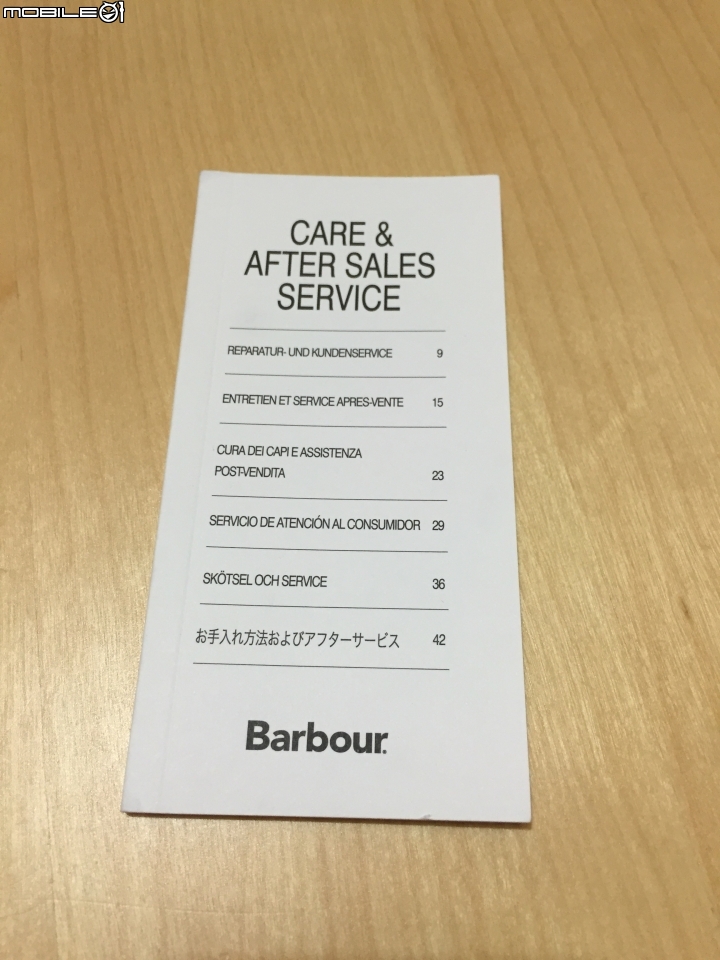 MOBILE01
CARE &
AFTER SALES
SERVICE
REPARATUR- UND KUNDENSERVICE 9
ENTRETIEN ET SERVICE APRES-VENTE 15
CURA DEI CAPI E ASSISTENZA
POST-VENDITA 23
SERVICIO DE ATENCIÓN AL CONSUMIDOR 29
SKÖTSEL OCH SERVICE 36
お手入れ方法およびアフターサービス 42
Barbour